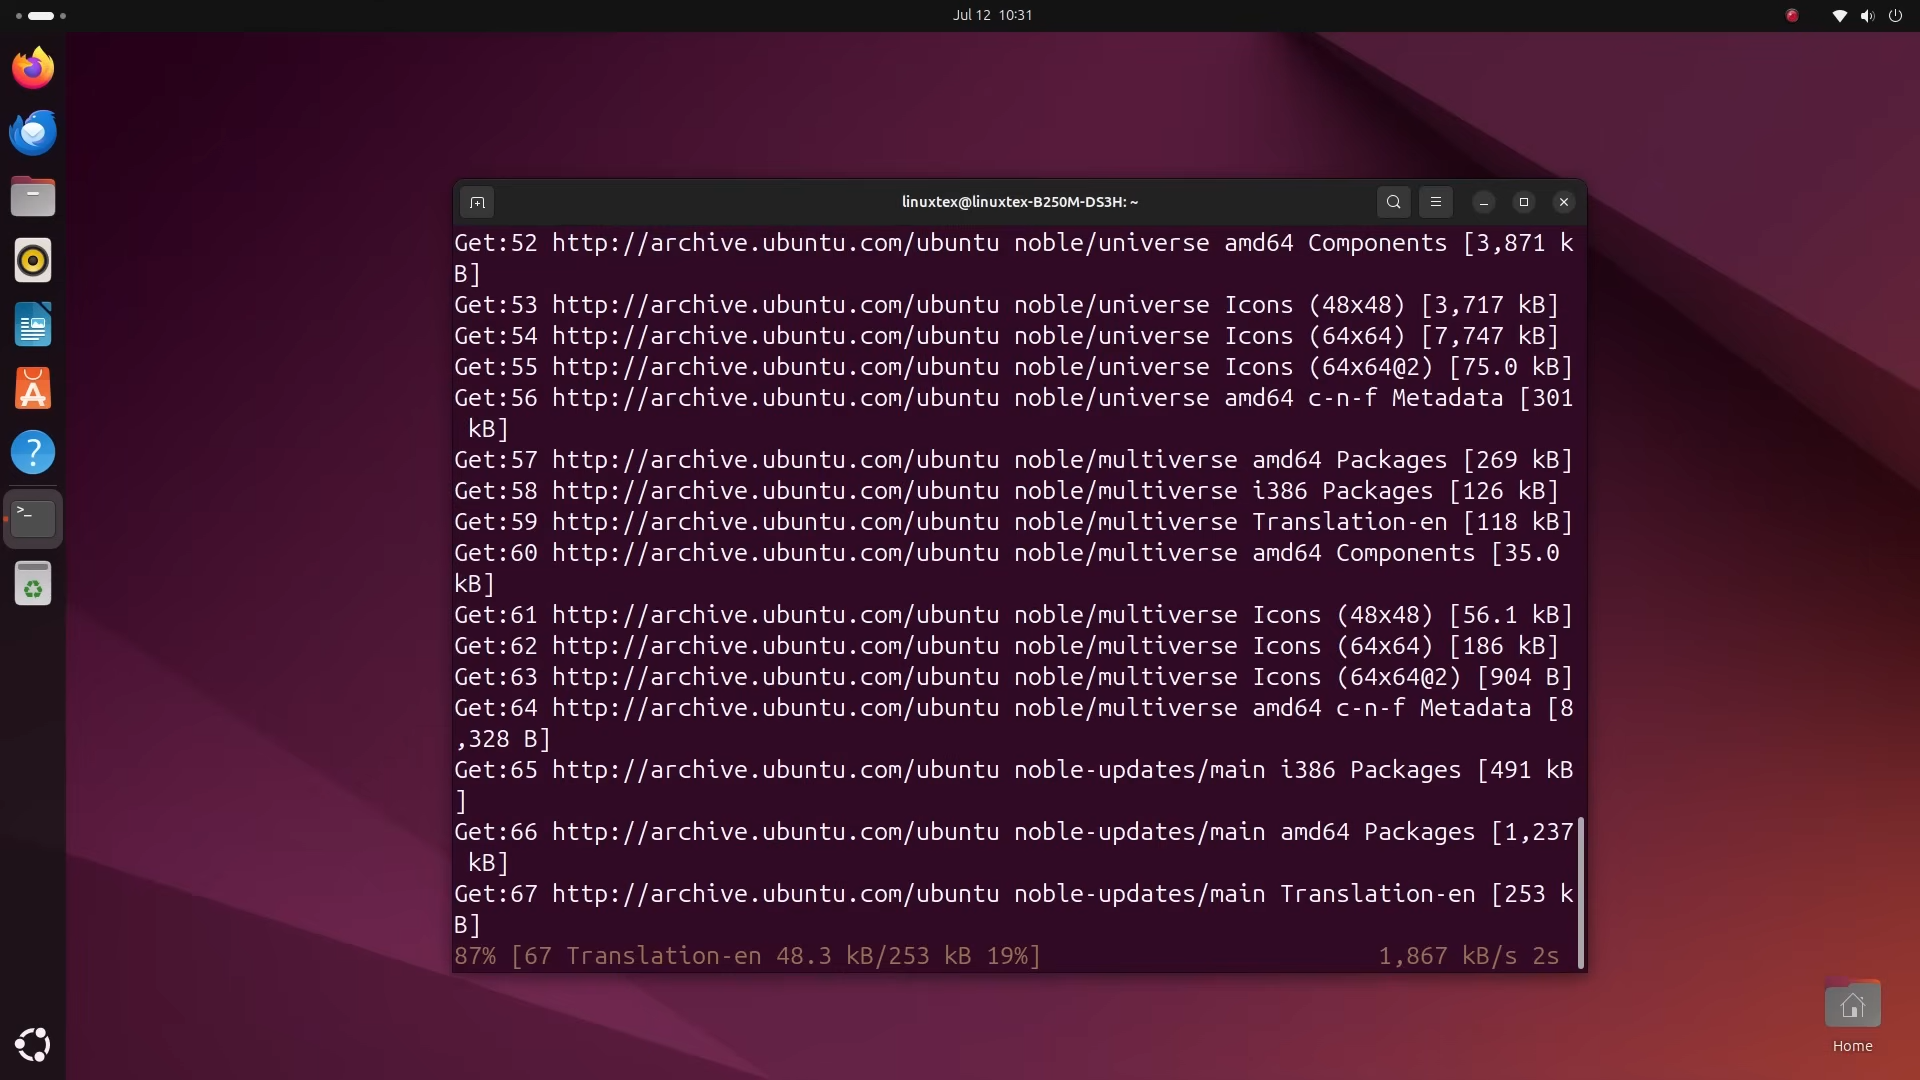 Jul 12 10:31
linuxtex@linuxtex-B250M-DS3H: ~
Get:52 http://archive.ubuntu.com/ubuntu noble/universe amd64 Components [3,871 k
B]
Get:53 http://archive.ubuntu.com/ubuntu noble/universe Icons (48x48) [3,717 kB]
Get:54 http://archive.ubuntu.com/ubuntu noble/universe Icons (64x64) [7,747 kB]
Get:55 http://archive.ubuntu.com/ubuntu noble/universe Icons (64x64@2) [75.0 kB]
Get:56 http://archive.ubuntu.com/ubuntu noble/universe amd64 c-n-f Metadata [301
 kB]
Get:57 http://archive.ubuntu.com/ubuntu noble/multiverse amd64 Packages [269 kB]
Get:58 http://archive.ubuntu.com/ubuntu noble/multiverse i386 Packages [126 kB]
Get:59 http://archive.ubuntu.com/ubuntu noble/multiverse Translation-en [118 kB]
Get:60 http://archive.ubuntu.com/ubuntu noble/multiverse amd64 Components [35.0
kB]
Get:61 http://archive.ubuntu.com/ubuntu noble/multiverse Icons (48x48) [56.1 kB]
Get:62 http://archive.ubuntu.com/ubuntu noble/multiverse Icons (64x64) [186 kB]
Get:63 http://archive.ubuntu.com/ubuntu noble/multiverse Icons (64x64@2) [904 B]
Get:64 http://archive.ubuntu.com/ubuntu noble/multiverse amd64 c-n-f Metadata [8
,328 B]
Get:65 http://archive.ubuntu.com/ubuntu noble-updates/main i386 Packages [491 kB
]
Get:66 http://archive.ubuntu.com/ubuntu noble-updates/main amd64 Packages [1,237
 kB]
Get:67 http://archive.ubuntu.com/ubuntu noble-updates/main Translation-en [253 k
B]
87% [67 Translation-en 48.3 kB/253 kB 19%] 1,867 kB/s 2s
Home